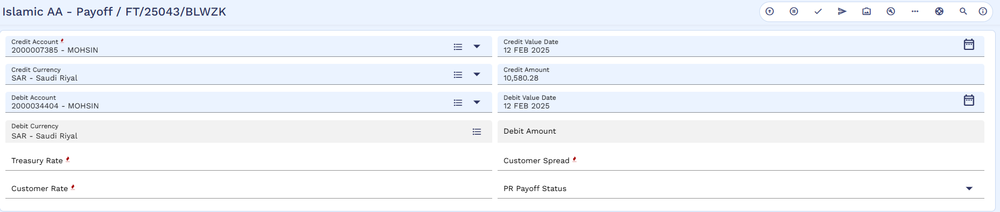 Islamic AA - Payoff / FT/25043/BLWZK
Credit Account
2000007385 - MOHSIN
Credit Value Date
12 FEB 2025
Credit Currency
SAR - Saudi Riyal
Credit Amount
10,580.28
Debit Account
2000034404 - MOHSIN
Debit Value Date
12 FEB 2025
Debit Currency
SAR - Saudi Riyal
Debit Amount
Treasury Rate
Customer Spread
Customer Rate
PR Payoff Status